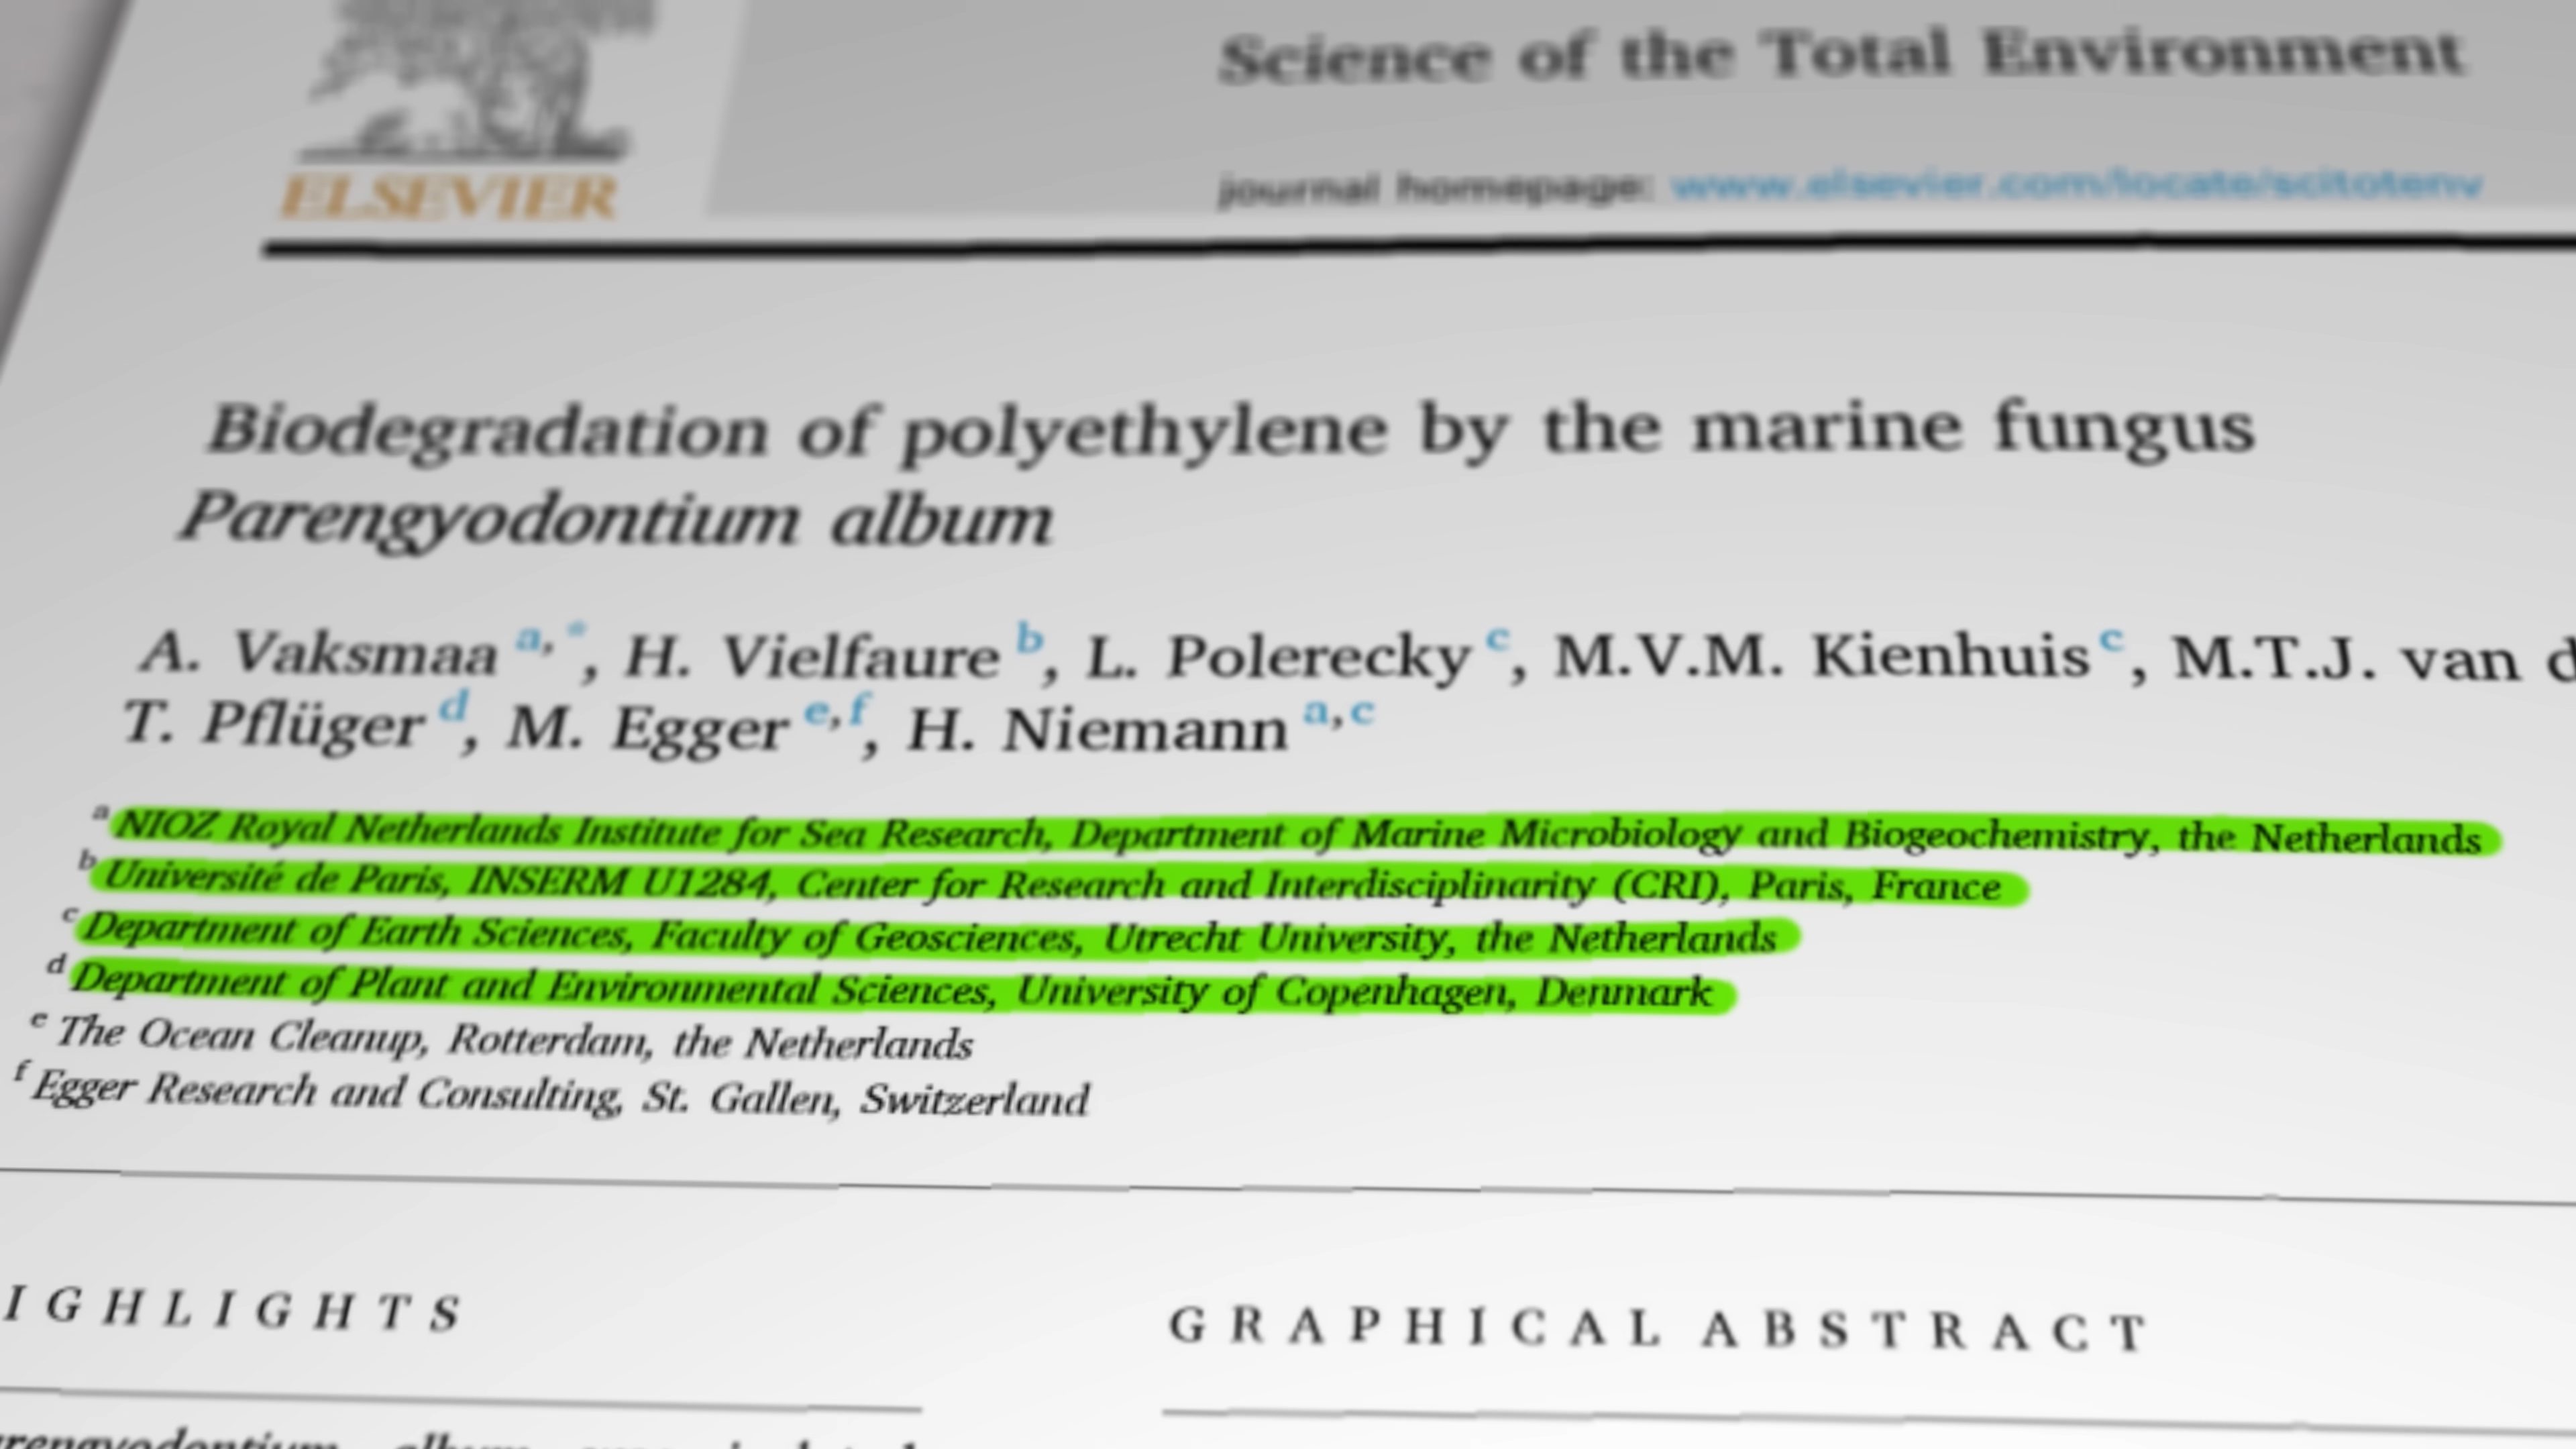 Science of the Total Environment
ELSEVIER
journal homepage: www.elsevier.com/locate/scitotenv
Biodegradation of polyethylene by the marine fungus
Parengyodontium album
A. Vaksmaa a, *, H. Vielfaure b, L. Polerecky c, M.V.M. Kienhuis c, M.T.J. van d
T. Pflüger d, M. Egger e, f, H. Niemann a, c
a NIOZ Royal Netherlands Institute for Sea Research, Department of Marine Microbiology and Biogeochemistry, the Netherlands
b Université de Paris, INSERM U1284, Center for Research and Interdisciplinarity (CRI), Paris, France
c Department of Earth Sciences, Faculty of Geosciences, Utrecht University, the Netherlands
d Department of Plant and Environmental Sciences, University of Copenhagen, Denmark
e The Ocean Cleanup, Rotterdam, the Netherlands
f Egger Research and Consulting, St. Gallen, Switzerland
IGHLIGHTS
GRAPHICAL ABSTRACT